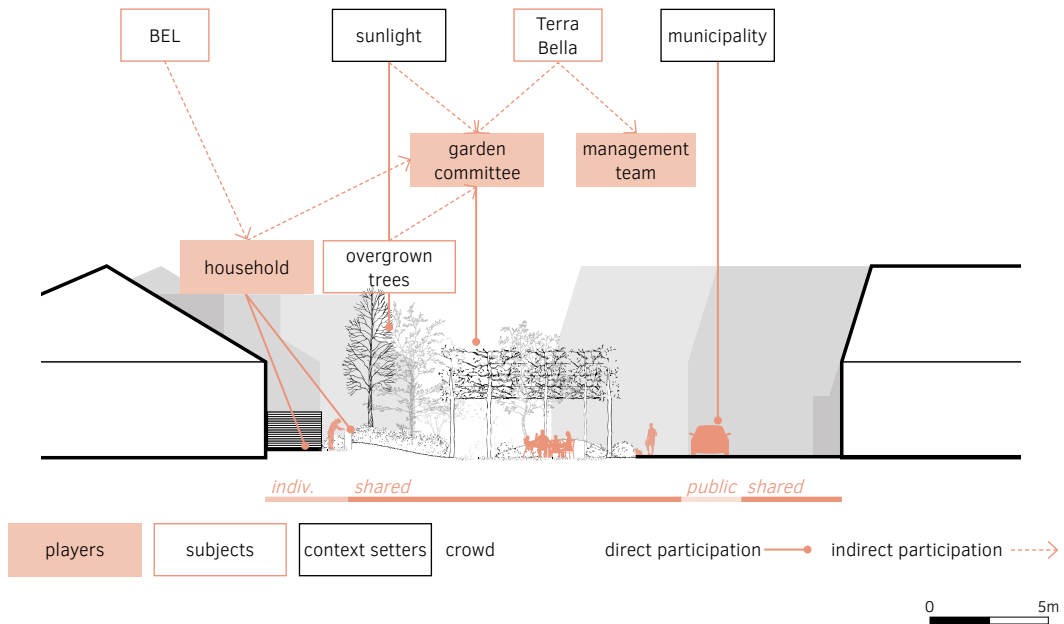 BEL
sunlight
Terra
Bella
municipality
garden
committee
management
team
household
overgrown
trees
indiv.
shared
public
shared
players
subjects
context setters
crowd
direct participation
indirect participation
0
5m